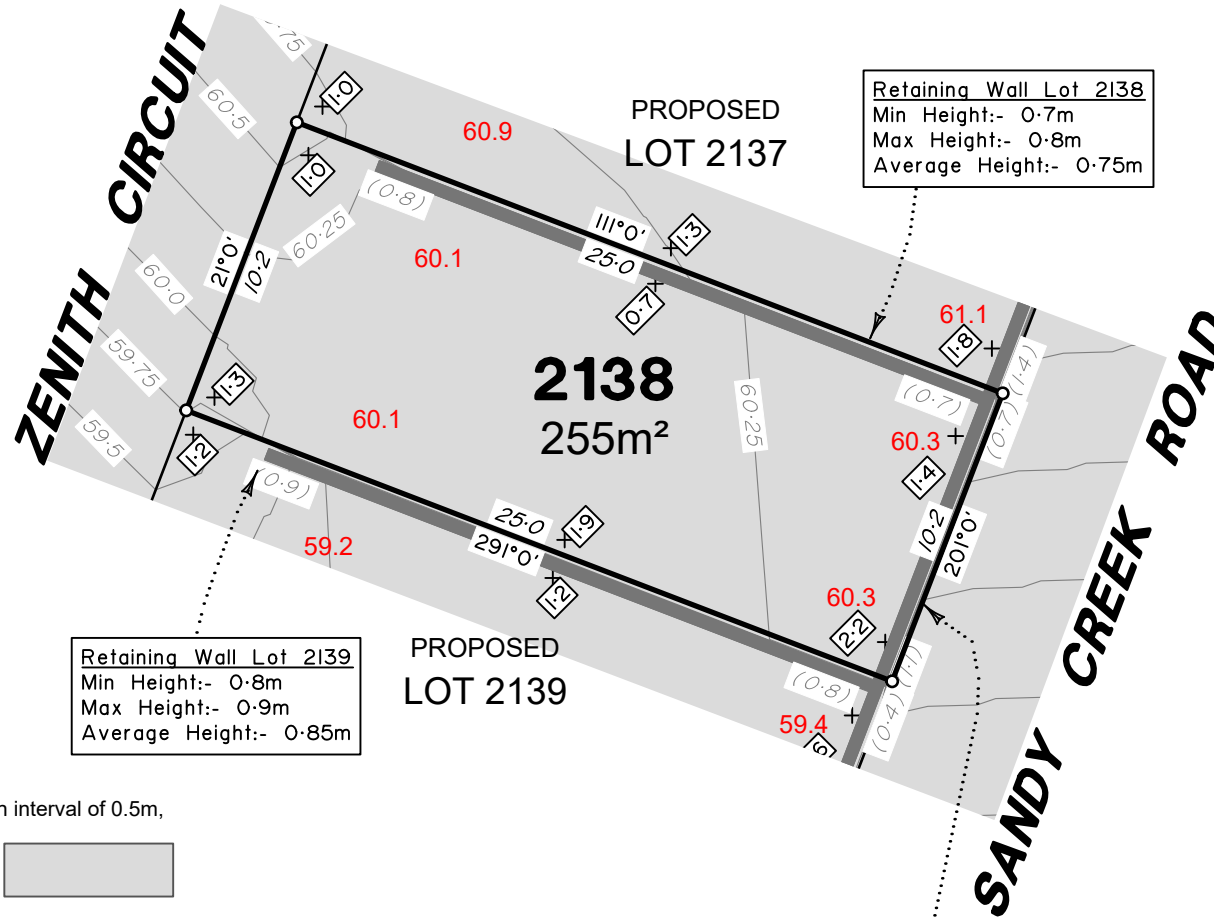 60.75
60·5
1·0
60.9
PROPOSED
LOT 2137
Retaining Wall Lot 2138
Min Height:- 0·7m
Max Height:- 0·8m
Average Height:- 0·75m
ZENITH CIRCUIT
1·0
(0·8)
60·25
60.1
111°0'
25·0
1·3
0·7
21°0'
10·2
60·0
59·75
59·5
61.1
1·8
(1·4)
(0·7)
(0·7)
2138
255m²
60·25
60.3
1·4
1·3
60.1
1·2
(0·9)
59.2
25·0
291°0'
1·9
1·2
10·2
201°0'
60.3
2·2
(0·8)
(1·1)
(0·4)
59.4
SANDY CREEK ROAD
Retaining Wall Lot 2139
Min Height:- 0·8m
Max Height:- 0·9m
Average Height:- 0·85m
PROPOSED
LOT 2139
n interval of 0.5m,